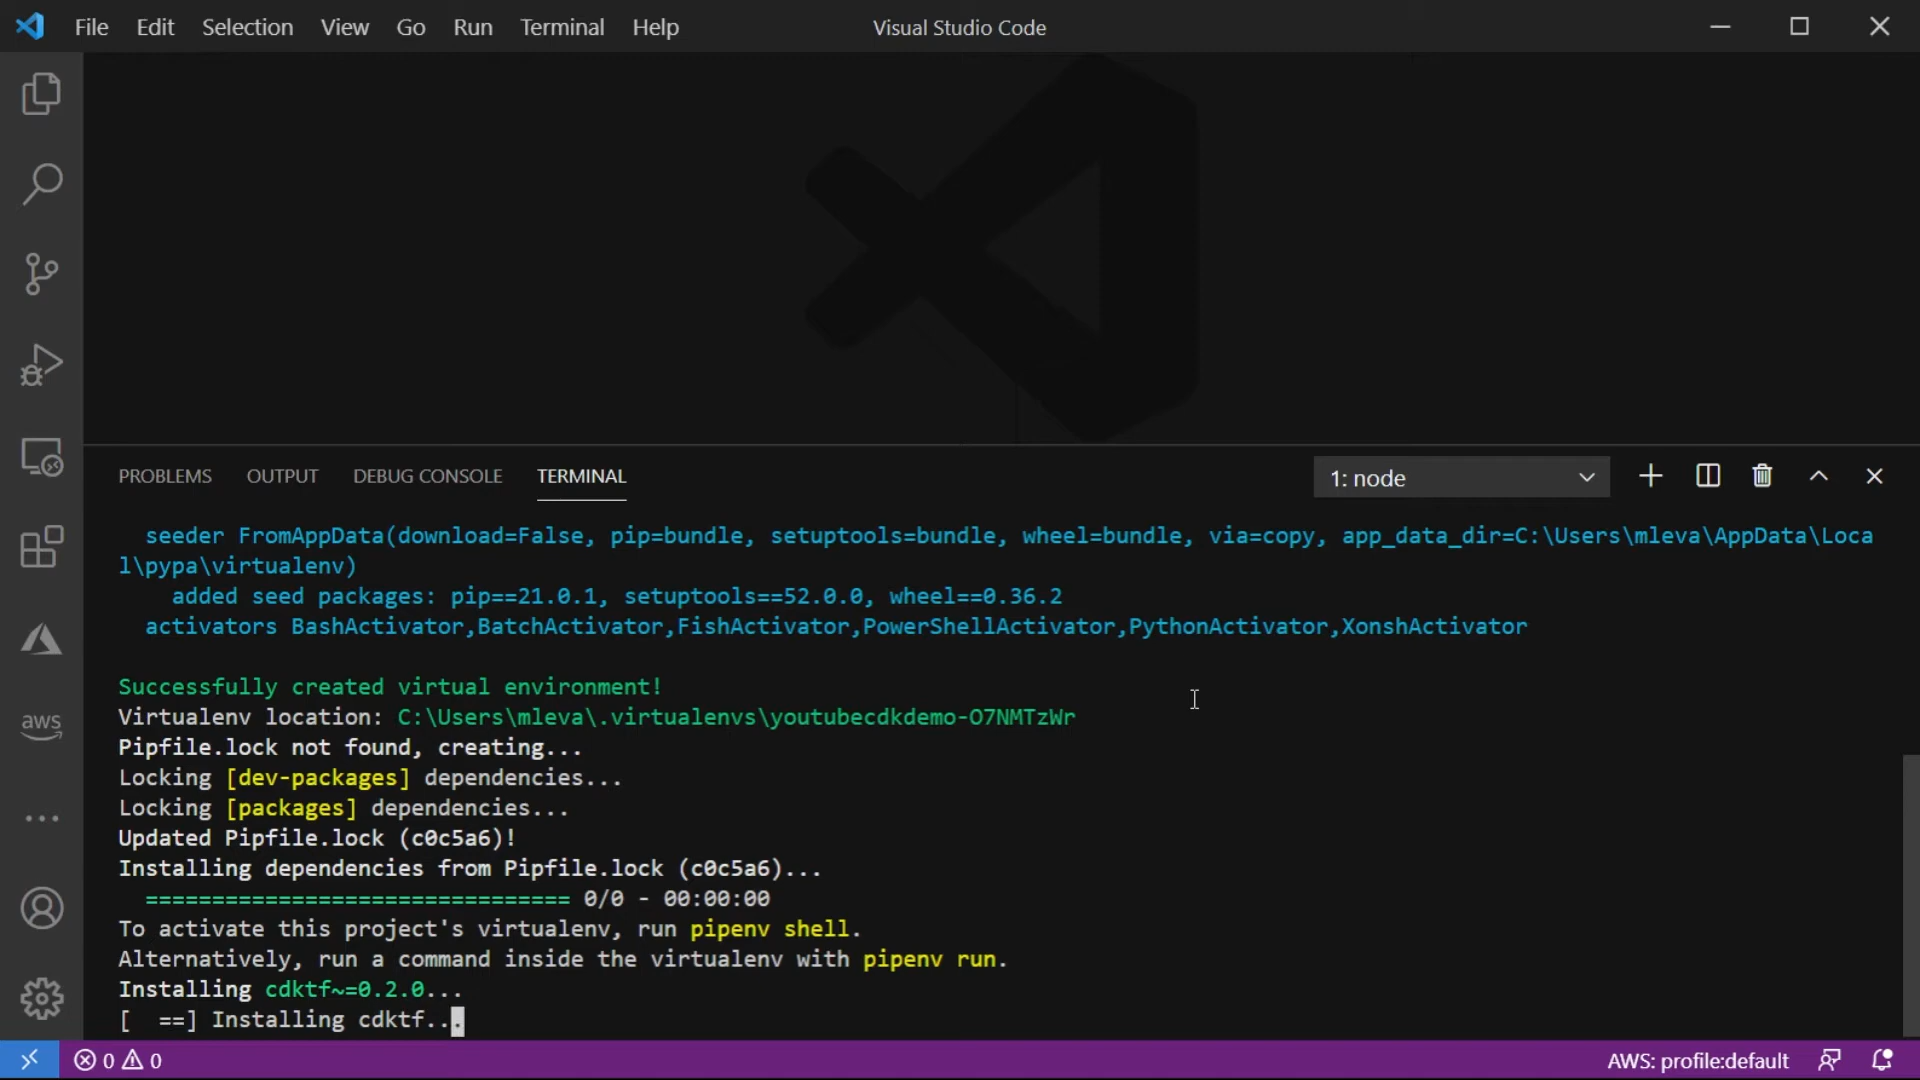 File Edit Selection View Go Run Terminal Help Visual Studio Code
PROBLEMS OUTPUT DEBUG CONSOLE TERMINAL 1: node
seeder FromAppData(download=False, pip=bundle, setuptools=bundle, wheel=bundle, via=copy, app_data_dir=C:\Users\mleva\AppData\Loca
l\pypa\virtualenv)
added seed packages: pip==21.0.1, setuptools==52.0.0, wheel==0.36.2
activators BashActivator,BatchActivator,FishActivator,PowerShellActivator,PythonActivator,XonshActivator
Successfully created virtual environment!
Virtualenv location: C:\Users\mleva\.virtualenvs\youtubecdkdemo-O7NMTzWr
Pipfile.lock not found, creating...
Locking [dev-packages] dependencies...
Locking [packages] dependencies...
Updated Pipfile.lock (c0c5a6)!
Installing dependencies from Pipfile.lock (c0c5a6)...
================================ 0/0 - 00:00:00
To activate this project's virtualenv, run pipenv shell.
Alternatively, run a command inside the virtualenv with pipenv run.
Installing cdktf~=0.2.0...
[  ==] Installing cdktf...
aws
0 0 AWS: profile:default